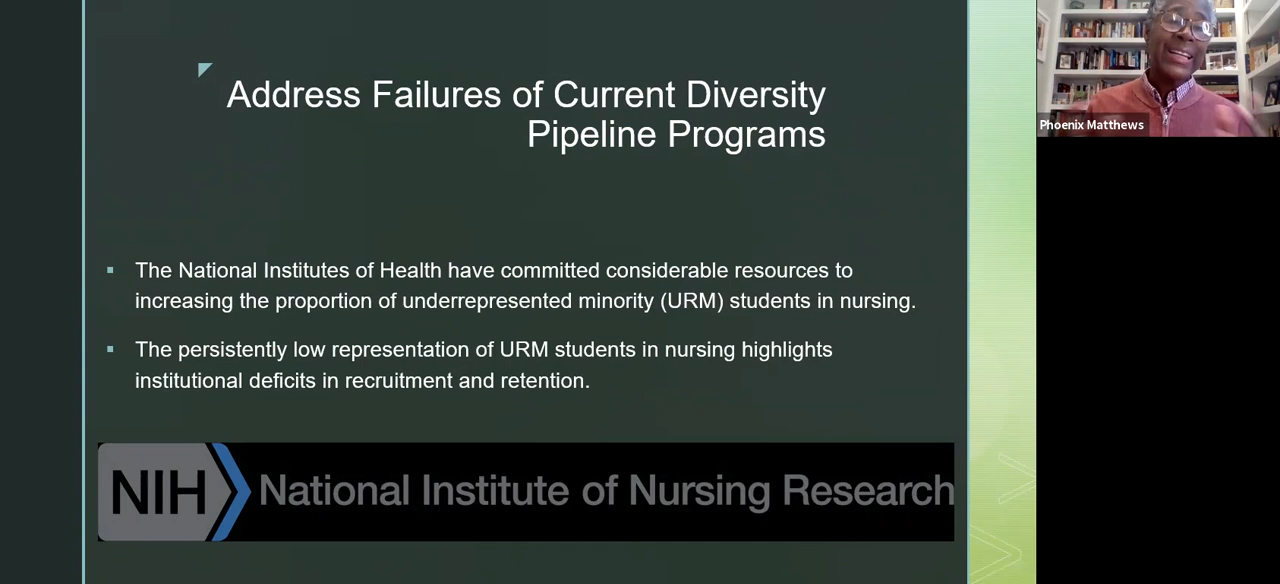 Address Failures of Current Diversity
Pipeline Programs
▪ The National Institutes of Health have committed considerable resources to
increasing the proportion of underrepresented minority (URM) students in nursing.
▪ The persistently low representation of URM students in nursing highlights
institutional deficits in recruitment and retention.
NIH National Institute of Nursing Research
Phoenix Matthews